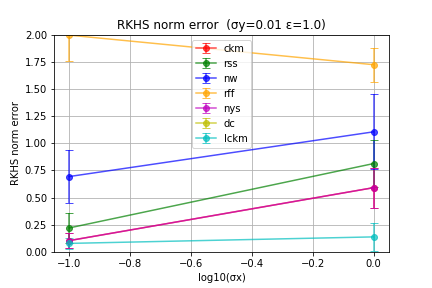 RKHS norm error (σy=0.01 ε=1.0)
RKHS norm error
2.00
1.75
1.50
1.25
1.00
0.75
0.50
0.25
0.00
ckm
rss
nw
rff
nys
dc
lckm
−1.0 −0.8 −0.6 −0.4 −0.2 0.0
log10(σx)